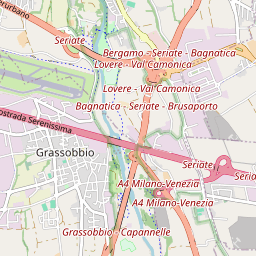 Seriate
Bergamo - Seriate - Bagnatica
Lovere - Val Camonica
Lovere - Val Camonica
Bagnatica - Seriate - Brusaporto
ostrada Serenissima
Grassobbio
Seriate
Seria
A4 Milano-Venezia
A4 Milano-Venezia
Grassobbio - Capannelle